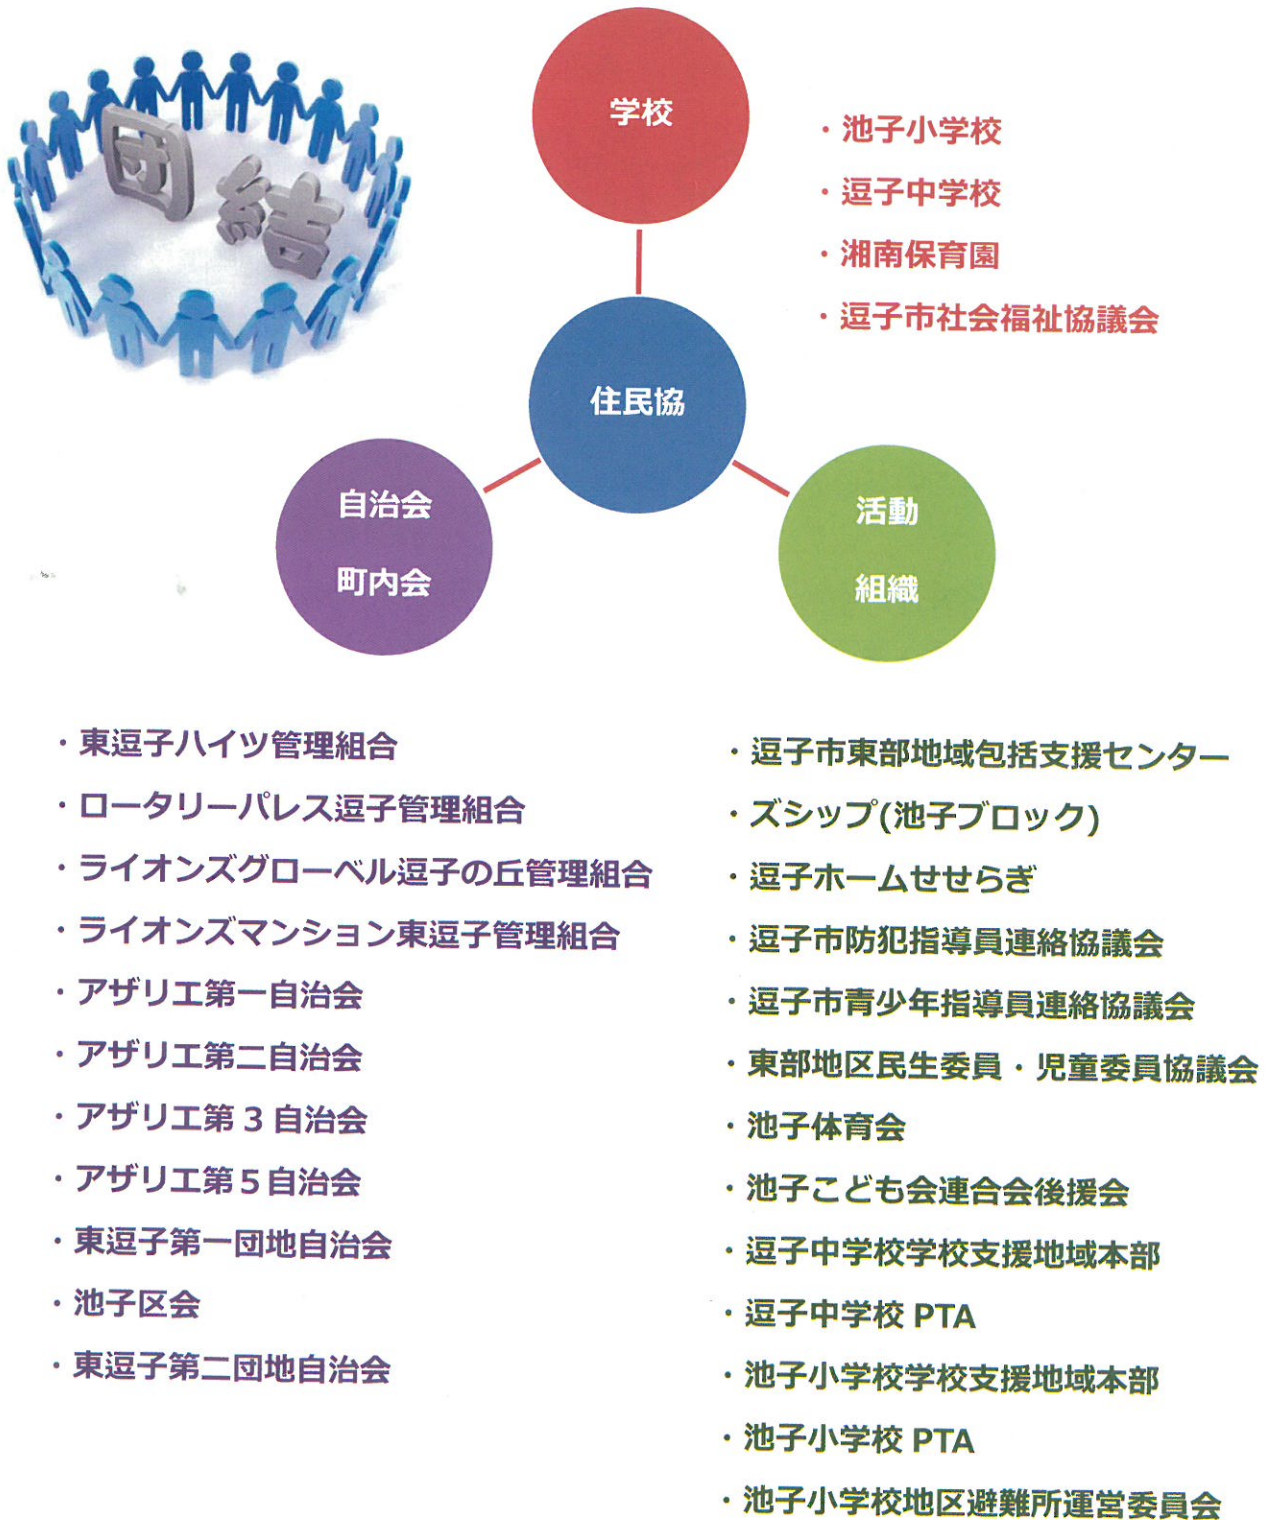 団結
学校
・池子小学校
・逗子中学校
・湘南保育園
・逗子市社会福祉協議会
住民協
自治会
町内会
活動
組織
・東逗子ハイツ管理組合
・ロータリーパレス逗子管理組合
・ライオンズグローベル逗子の丘管理組合
・ライオンズマンション東逗子管理組合
・アザリエ第一自治会
・アザリエ第二自治会
・アザリエ第3自治会
・アザリエ第5自治会
・東逗子第一団地自治会
・池子区会
・東逗子第二団地自治会
・逗子市東部地域包括支援センター
・ズシップ(池子ブロック)
・逗子ホームせせらぎ
・逗子市防犯指導員連絡協議会
・逗子市青少年指導員連絡協議会
・東部地区民生委員・児童委員協議会
・池子体育会
・池子こども会連合会後援会
・逗子中学校学校支援地域本部
・逗子中学校 PTA
・池子小学校学校支援地域本部
・池子小学校 PTA
・池子小学校地区避難所運営委員会